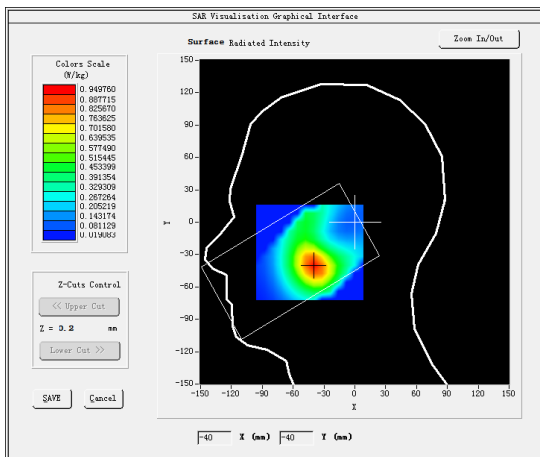 SAR Visualisation Graphical Interface
Surface Radiated Intensity
Zoom In/Out
Colors Scale
(W/kg)
0.949760
0.887715
0.825670
0.763625
0.701580
0.639535
0.577490
0.515445
0.453399
0.391354
0.329309
0.267264
0.205219
0.143174
0.081129
0.019083
Z-Cuts Control
<< Upper Cut
Z = 3.2 mm
Lower Cut >>
SAVE
Cancel
150
120
90
60
30
0
-30
-60
-90
-120
-150
Y
-150 -120 -90 -60 -30 0 30 60 90 120 150
X
-40 X (mm) -40 Y (mm)